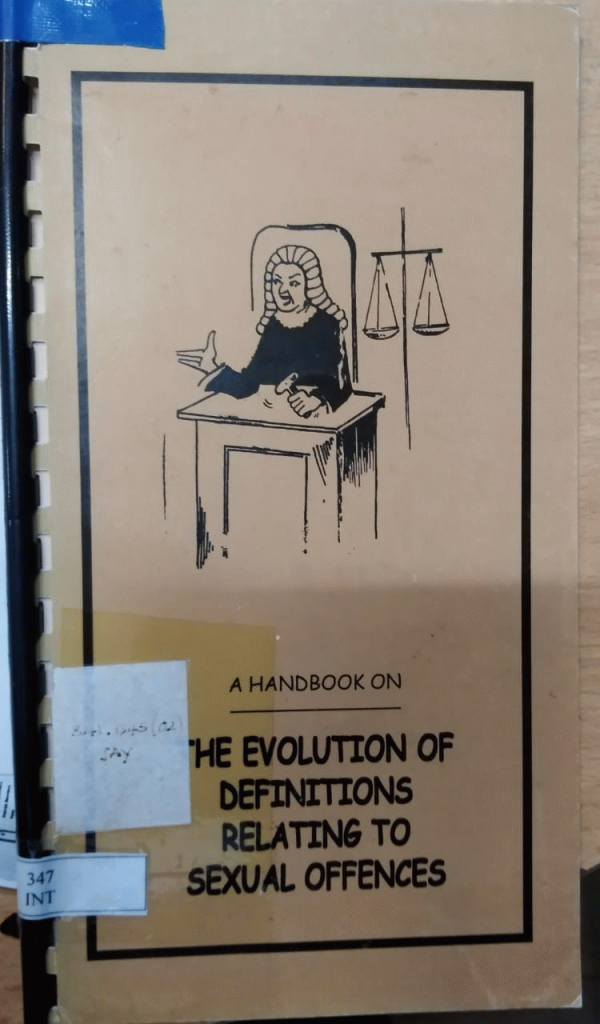 A HANDBOOK ON
THE EVOLUTION OF
DEFINITIONS
RELATING TO
SEXUAL OFFENCES
347
INT